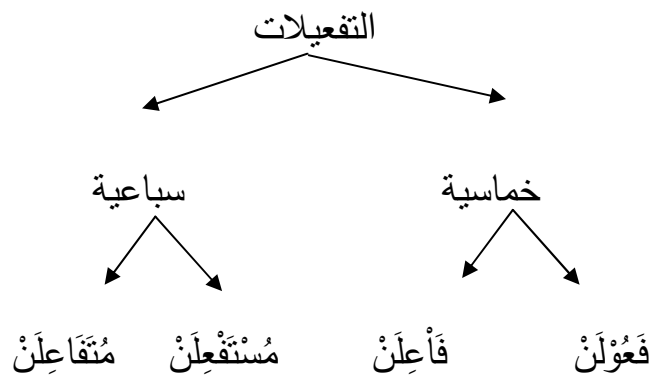 التفعيلات
خماسية سباعية
فَعُوْلَنْ فَاْعِلَنْ مُسْتَفْعِلَنْ مُتَفَاعِلَنْ